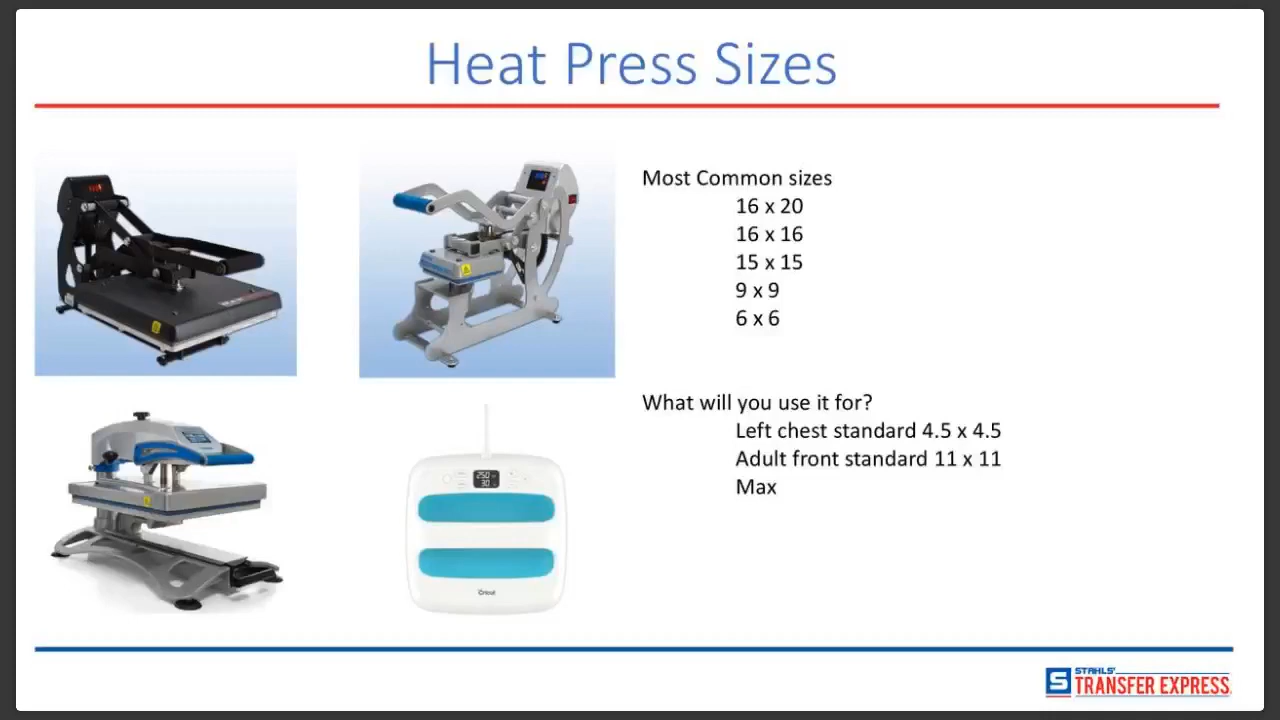 Heat Press Sizes
Most Common sizes
16 x 20
16 x 16
15 x 15
9 x 9
6 x 6
What will you use it for?
Left chest standard 4.5 x 4.5
Adult front standard 11 x 11
Max
Cricut
STAHLS'
TRANSFER EXPRESS